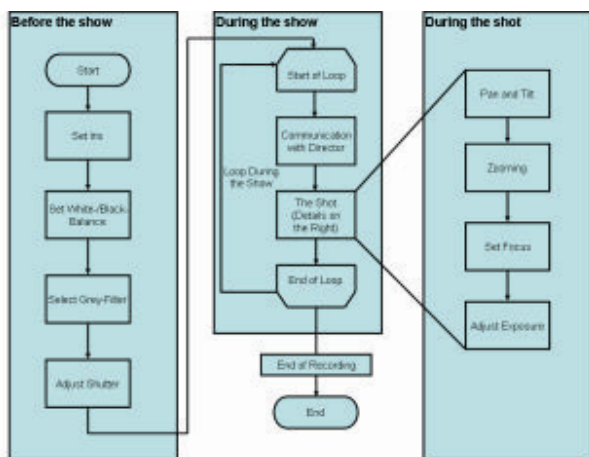 Before the show
Start
Set Iris
Set White-/Black-
Balance
Select Grey-Filter
Adjust Shutter
During the show
Start of Loop
Communication
with Director
Loop During
the Show
The Shot
(Details on
the Right)
End of Loop
End of Recording
End
During the shot
Pan and Tilt
Zooming
Set Focus
Adjust Exposure